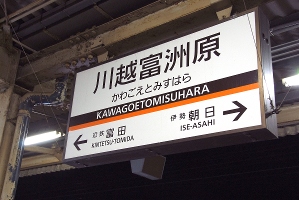 川越富洲原
かわごえとみすはら
KAWAGOETOMISUHARA
近鉄 富田
KINTETSU-TOMIDA
伊勢 朝日
ISE-ASAHI